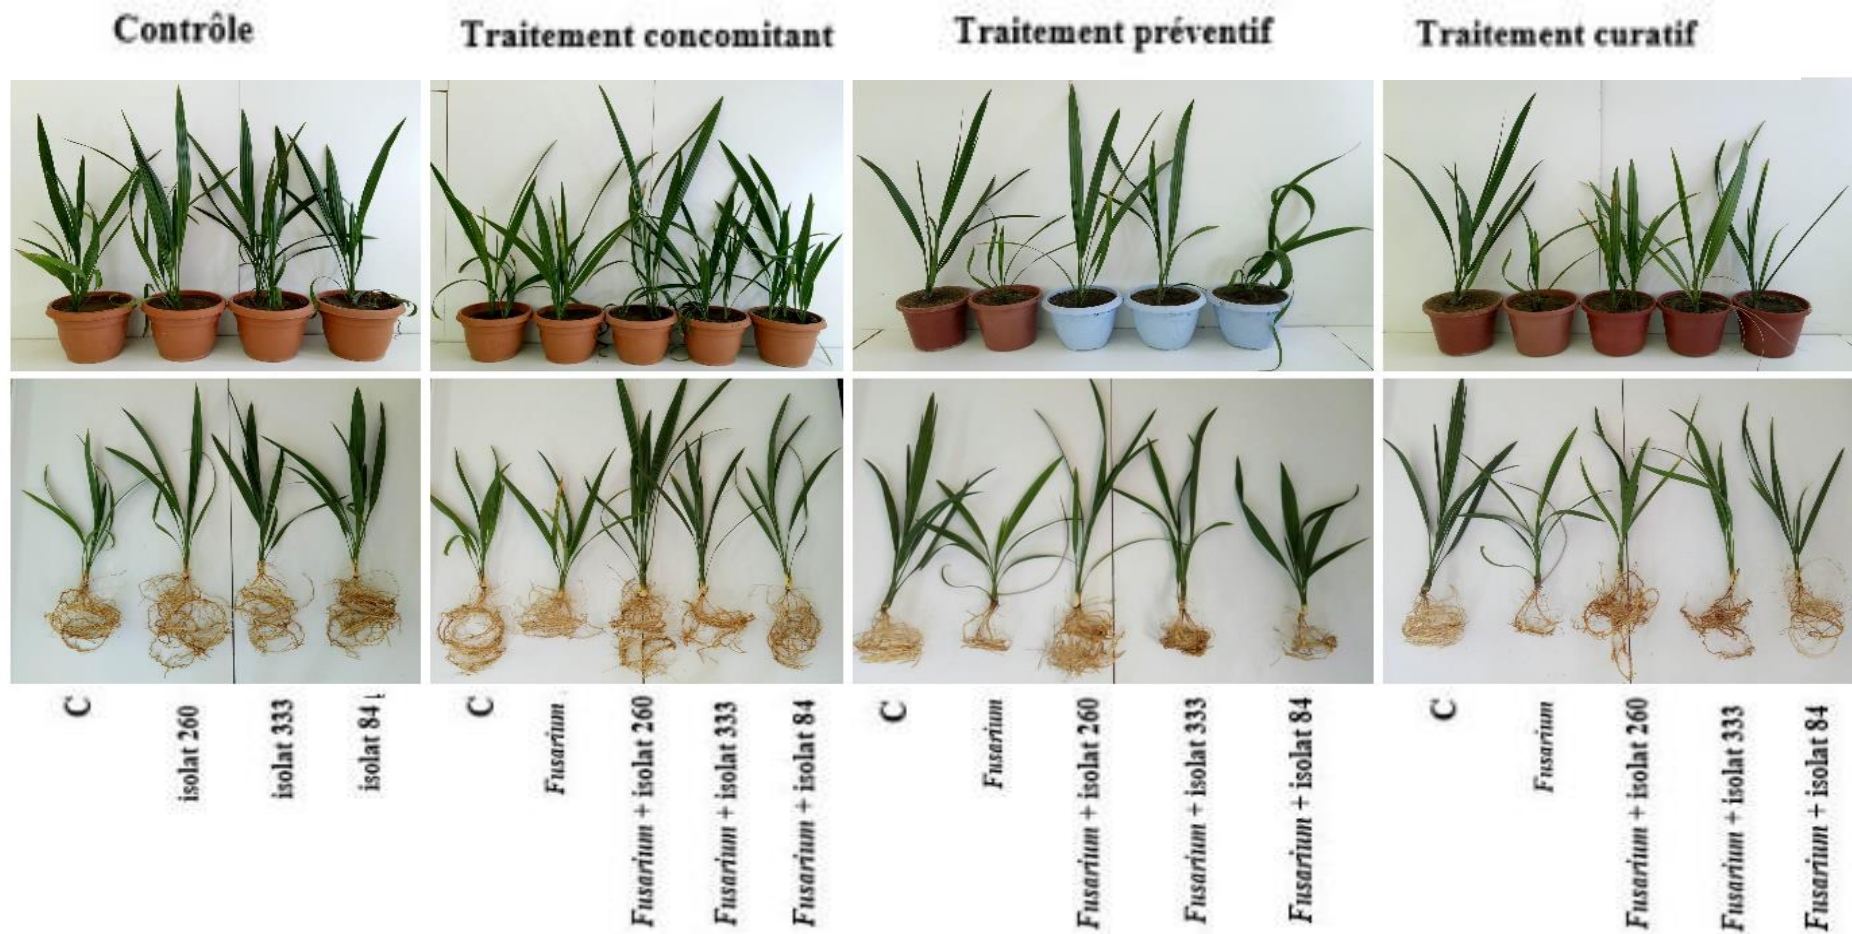 Contrôle
Traitement concomitant
Traitement préventif
Traitement curatif
C
isolat 260
isolat 333
isolat 84
C
Fusarium
Fusarium + isolat 260
Fusarium + isolat 333
Fusarium + isolat 84
C
Fusarium
Fusarium + isolat 260
Fusarium + isolat 333
Fusarium + isolat 84
C
Fusarium
Fusarium + isolat 260
Fusarium + isolat 333
Fusarium + isolat 84